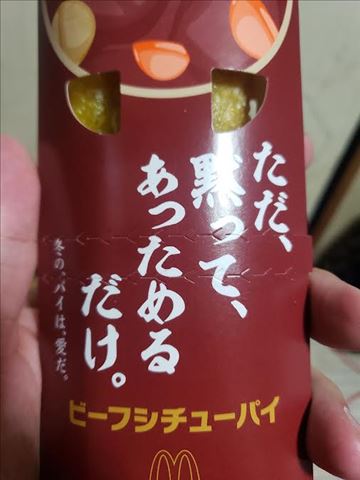 ただ、
黙って、
あっためる
だけ。
冬の、パイは、愛だ。
ビーフシチューパイ